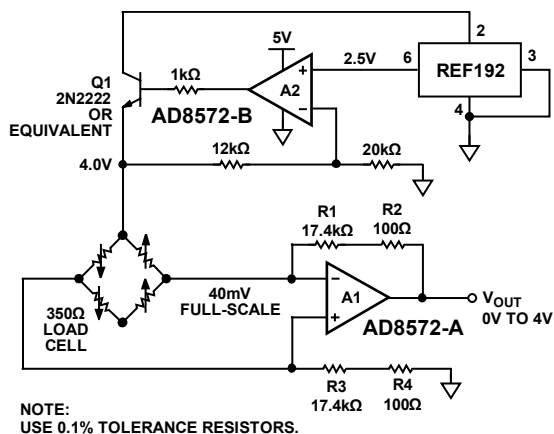 2
5V
2.5V
6
REF192
3
4
Q1
2N2222
OR
EQUIVALENT
1kΩ
+
A2
−
AD8572-B
4.0V
12kΩ
20kΩ
R1
17.4kΩ
R2
100Ω
40mV
FULL-SCALE
−
A1
+
AD8572-A
VOUT
0V TO 4V
350Ω
LOAD
CELL
R3
17.4kΩ
R4
100Ω
NOTE:
USE 0.1% TOLERANCE RESISTORS.